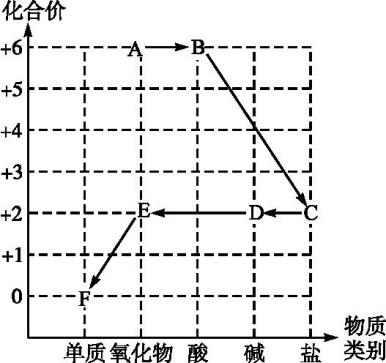 化合价
+6 A B
+5
+4
+3
+2 E D C
+1
0 F
单质 氧化物 酸 碱 盐 物质
类别